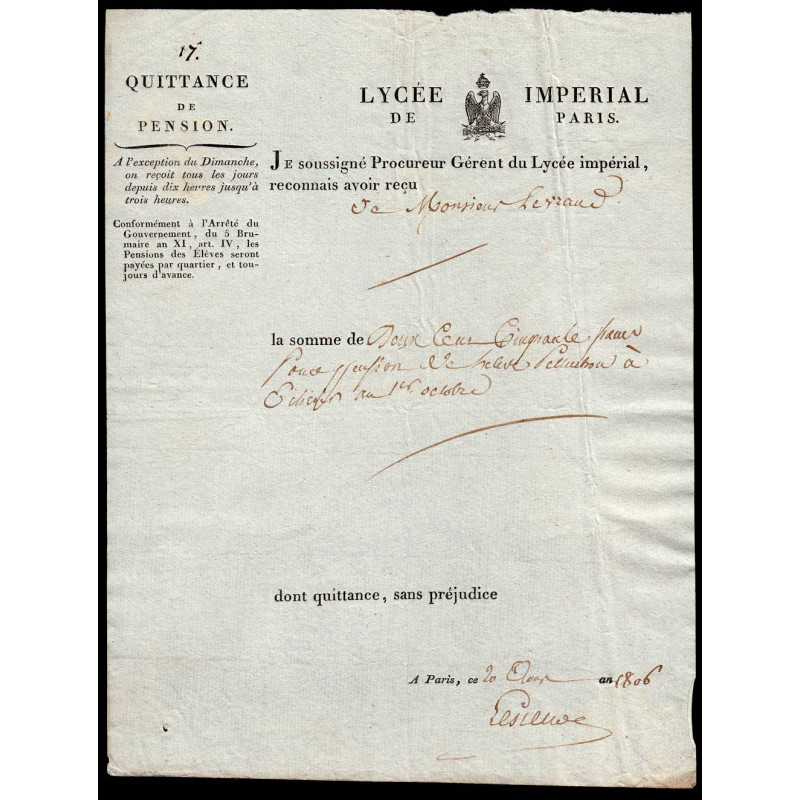 17.
QUITTANCE
DE
PENSION.
A l'exception du Dimanche,
on reçoit tous les jours
depuis dix hevres jusqu'à
trois heures.
Conformément à l'Arrêté du
Gouvernement, du 5 Bru-
maire an XI, art. IV, les
Pensions des Élèves seront
payées par quartier, et tou-
jours d'avance.
LYCÉE IMPERIAL
DE PARIS.
JE soussigné Procureur Gérent du Lycée impérial,
reconnais avoir reçu
de Monsieur Levraud
la somme de Deux Cent Cinquante francs
Pour pension de à
au 1er octobre
dont quittance, sans préjudice
A Paris, ce 20 an 1806